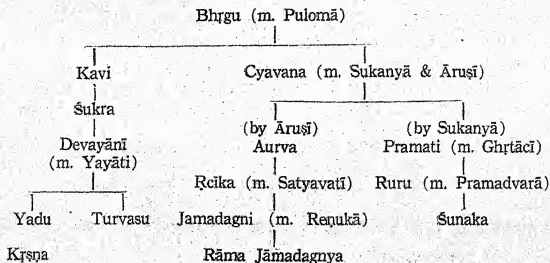 Bhṛgu (m. Pulomā)
Kavi Cyavana (m. Sukanyā & Āruṣī)
Śukra
Devayānī (by Āruṣī) (by Sukanyā)
(m. Yayāti) Aurva Pramati (m. Ghṛtācī)
Ṛcīka (m. Satyavatī) Ruru (m. Pramadvarā)
Yadu Turvasu Jamadagni (m. Reṇukā) Śunaka
Kṛṣṇa Rāma Jāmadagnya